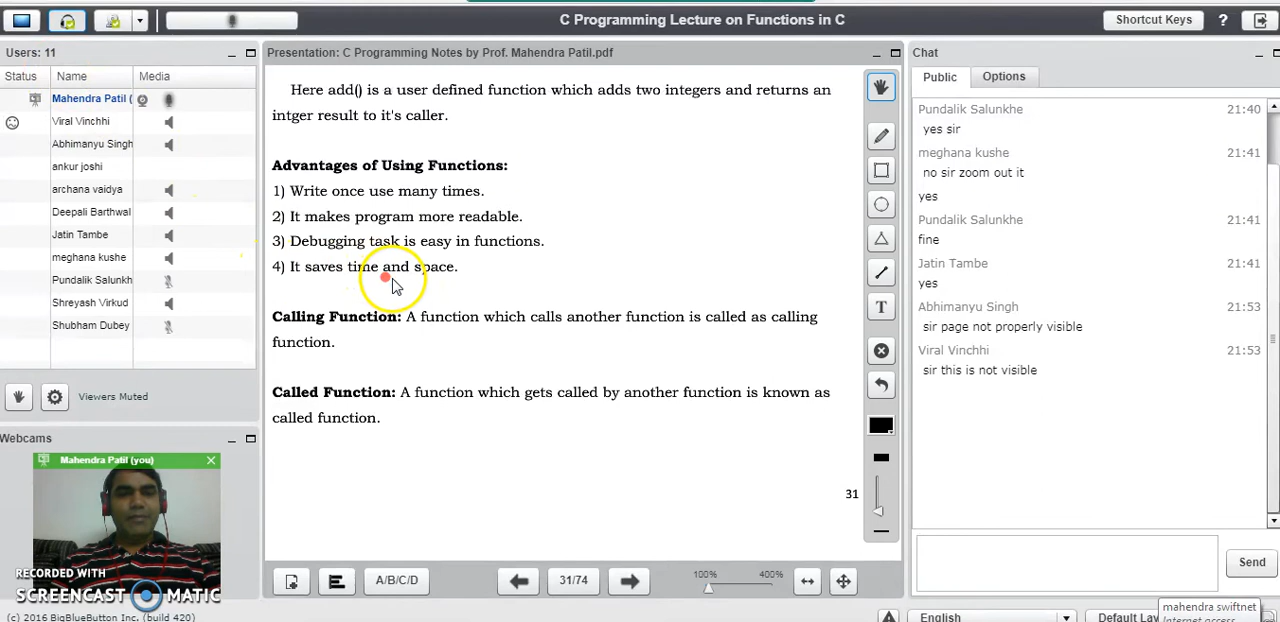 C Programming Lecture on Functions in C
Shortcut Keys
?
Users: 11
Status Name Media
Mahendra Patil (
Viral Vinchhi
Abhimanyu Singh
ankur joshi
archana vaidya
Deepali Barthwal
Jatin Tambe
meghana kushe
Pundalik Salunkh
Shreyash Virkud
Shubham Dubey
Viewers Muted
Webcams
Mahendra Patil (you)
RECORDED WITH
SCREENCAST MATIC
(c) 2016 BigBlueButton Inc. (build 420)
Presentation: C Programming Notes by Prof. Mahendra Patil.pdf
Here add() is a user defined function which adds two integers and returns an
intger result to it's caller.
Advantages of Using Functions:
1) Write once use many times.
2) It makes program more readable.
3) Debugging task is easy in functions.
4) It saves time and space.
Calling Function: A function which calls another function is called as calling
function.
Called Function: A function which gets called by another function is known as
called function.
31
T
A/B/C/D
31/74
100% 400%
Chat
Public Options
Pundalik Salunkhe 21:40
yes sir
meghana kushe 21:41
no sir zoom out it
yes
Pundalik Salunkhe 21:41
fine
Jatin Tambe 21:41
yes
Abhimanyu Singh 21:53
sir page not properly visible
Viral Vinchhi 21:53
sir this is not visible
Send
English
Default Lay
mahendra swiftnet
Internet access